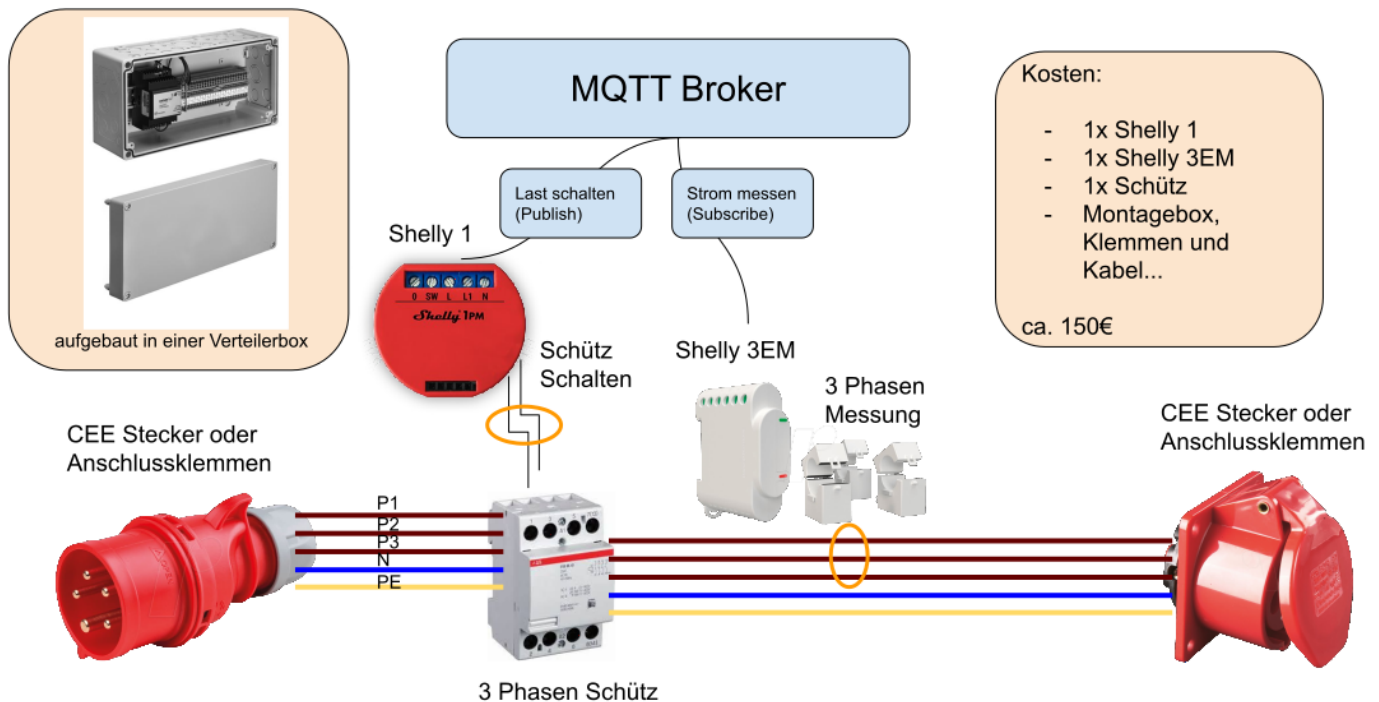 MQTT Broker
aufgebaut in einer Verteilerbox
Kosten:
- 1x Shelly 1
- 1x Shelly 3EM
- 1x Schütz
- Montagebox,
Klemmen und
Kabel...
ca. 150€
Last schalten
(Publish)
Strom messen
(Subscribe)
Shelly 1
0 SW L L1 N
Shelly 1PM
Schütz
Schalten
Shelly 3EM
3 Phasen
Messung
CEE Stecker oder
Anschlussklemmen
CEE Stecker oder
Anschlussklemmen
P1
P2
P3
N
PE
3 Phasen Schütz